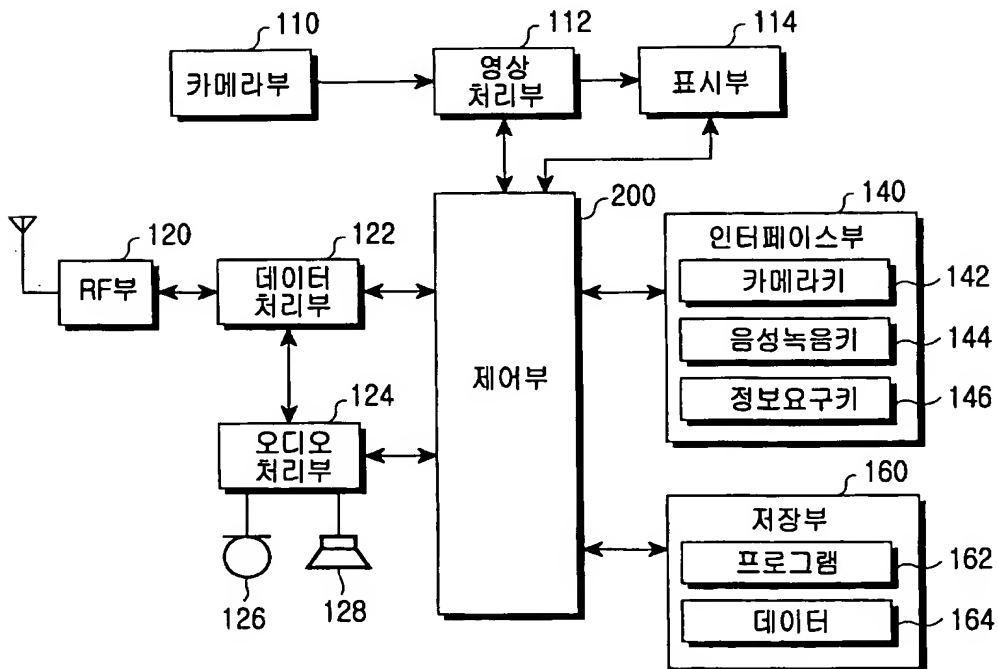 110
카메라부
112
영상
처리부
114
표시부
200
제어부
120
RF부
122
데이터
처리부
124
오디오
처리부
126
128
140
인터페이스부
카메라키
142
음성녹음키
144
정보요구키
146
160
저장부
프로그램
162
데이터
164